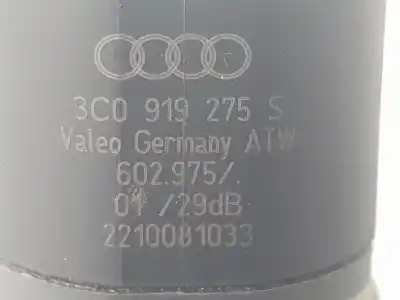 3C0 919 275 S
Valeo Germany ATW
602.975/.
01 /29dB
2210081033